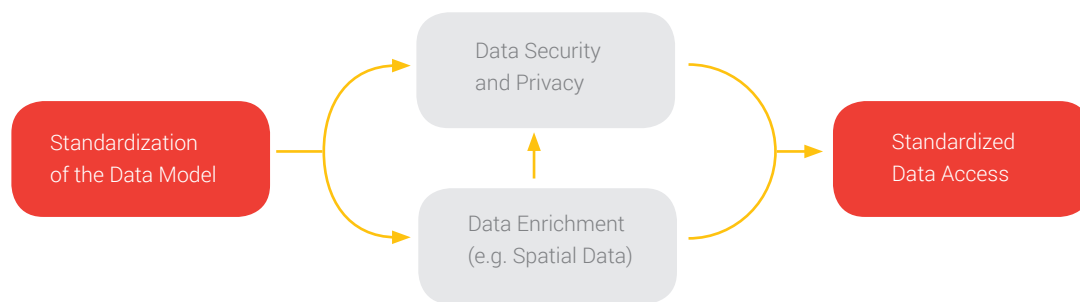 Data Security
and Privacy
Standardization
of the Data Model
Standardized
Data Access
Data Enrichment
(e.g. Spatial Data)